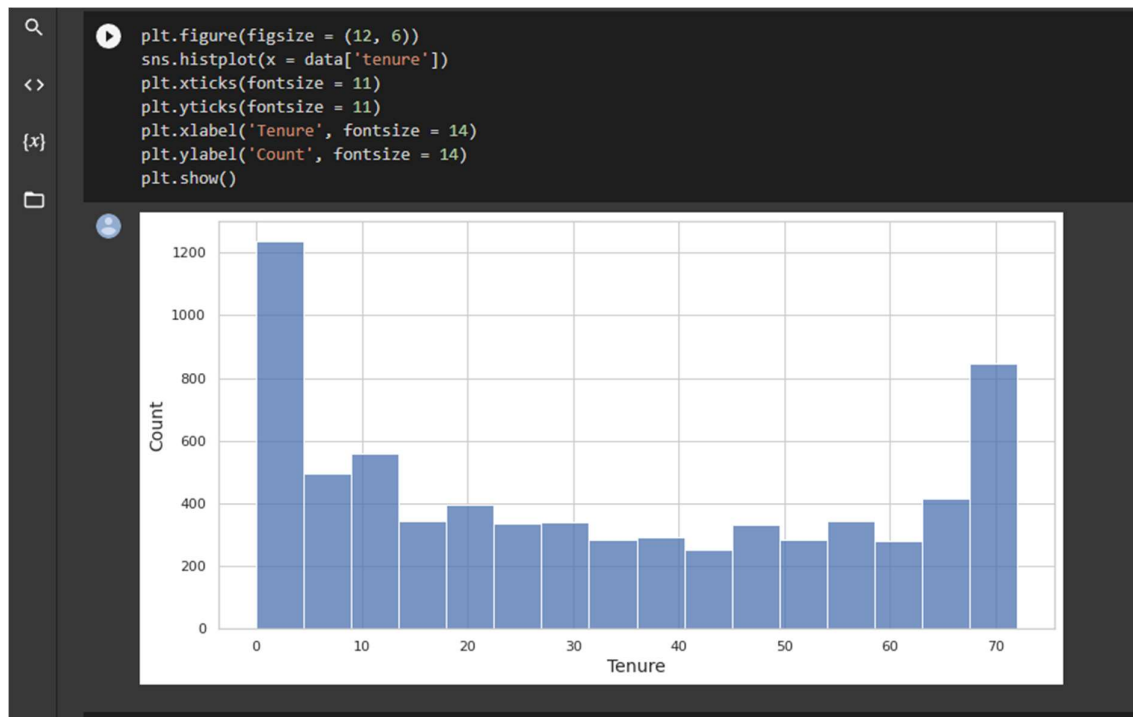 plt.figure(figsize = (12, 6))
sns.histplot(x = data['tenure'])
plt.xticks(fontsize = 11)
plt.yticks(fontsize = 11)
plt.xlabel('Tenure', fontsize = 14)
plt.ylabel('Count', fontsize = 14)
plt.show()
{x}
1200
1000
800
600
400
200
0
Count
0 10 20 30 40 50 60 70
Tenure